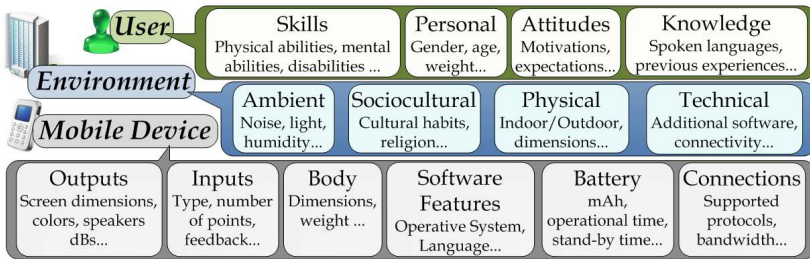 User
Skills
Physical abilities, mental
abilities, disabilities ...
Personal
Gender, age,
weight...
Attitudes
Motivations,
expectations...
Knowledge
Spoken languages,
previous experiences...
Environment
Ambient
Noise, light,
humidity...
Sociocultural
Cultural habits,
religion...
Physical
Indoor/Outdoor,
dimensions...
Technical
Additional software,
connectivity...
Mobile Device
Outputs
Screen dimensions,
colors, speakers
dBs...
Inputs
Type, number
of points,
feedback...
Body
Dimensions,
weight ...
Software
Features
Operative System,
Language...
Battery
mAh,
operational time,
stand-by time...
Connections
Supported
protocols,
bandwidth...